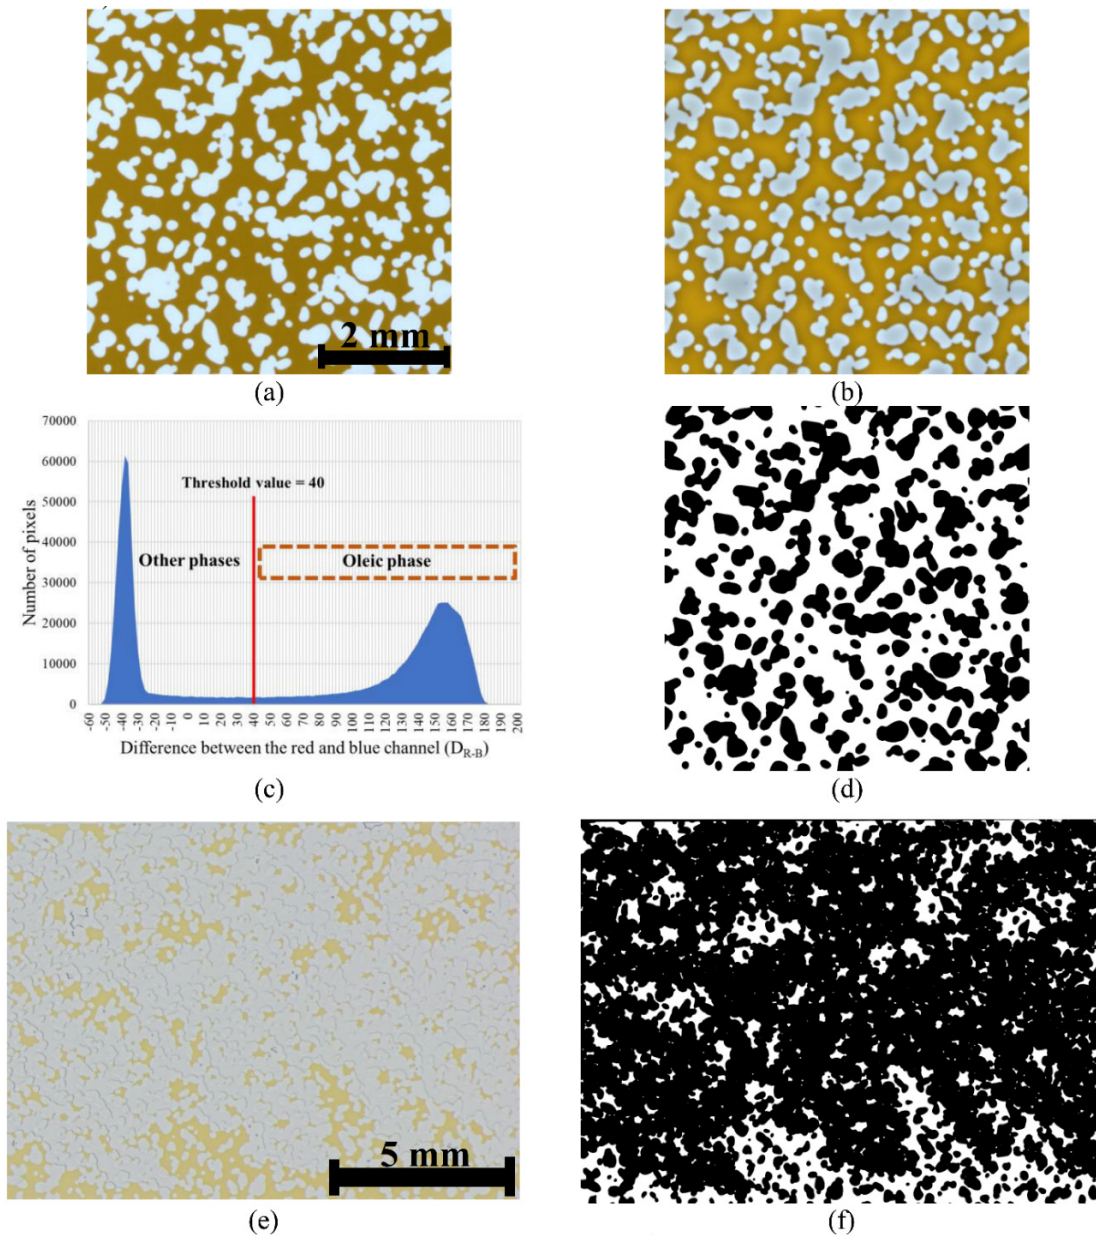 2 mm
(a)
(b)
70000
60000
50000
40000
30000
20000
10000
0
Number of pixels
Threshold value = 40
Other phases
Oleic phase
-60 -50 -40 -30 -20 -10 0 10 20 30 40 50 60 70 80 90 100 110 120 130 140 150 160 170 180 190 200
Difference between the red and blue channel (D_R-B)
(c)
(d)
5 mm
(e)
(f)